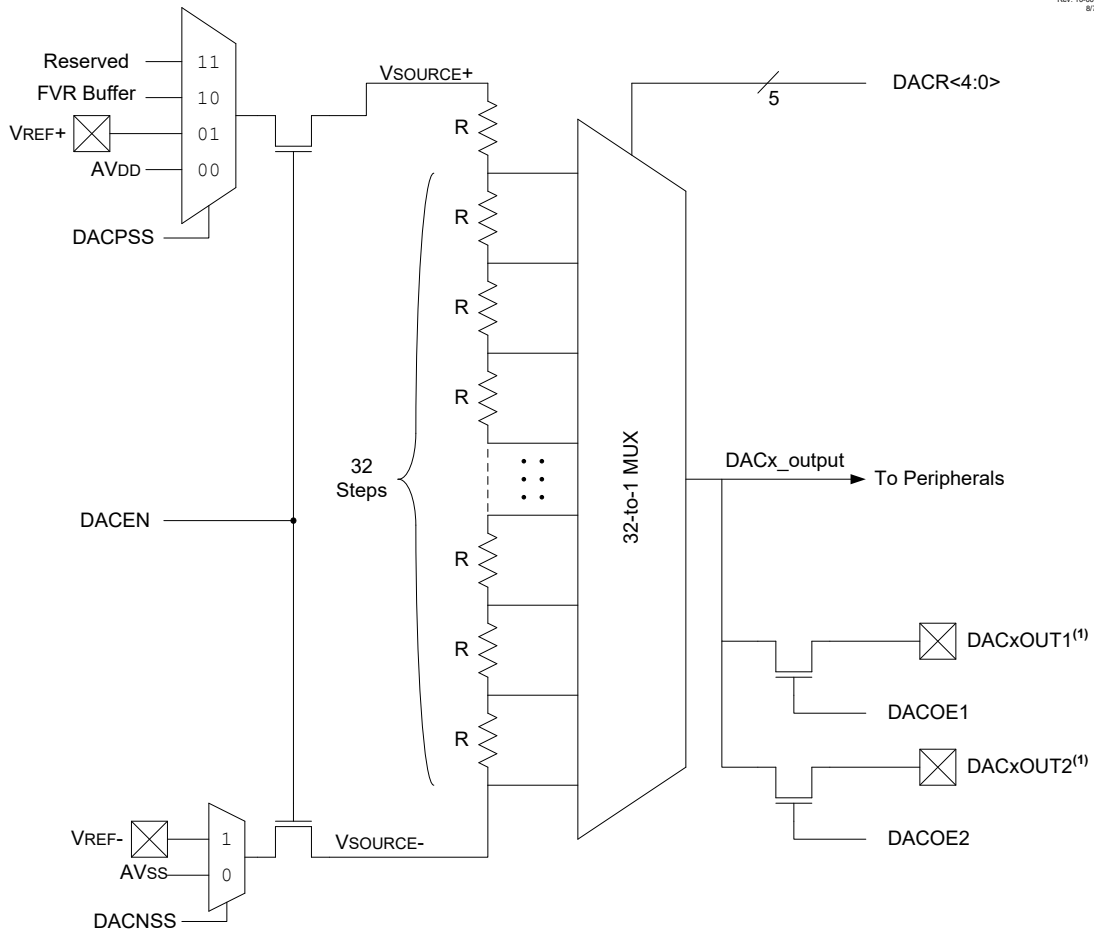 Reserved
FVR Buffer
VREF+
AVDD
11
10
01
00
DACPSS
VSOURCE+
R
R
R
R
R
R
R
5
DACR<4:0>
32
Steps
32-to-1 MUX
DACx_output
To Peripherals
DACEN
DACxOUT1(1)
DACOE1
DACxOUT2(1)
DACOE2
VREF-
AVSS
1
0
VSOURCE-
DACNSS